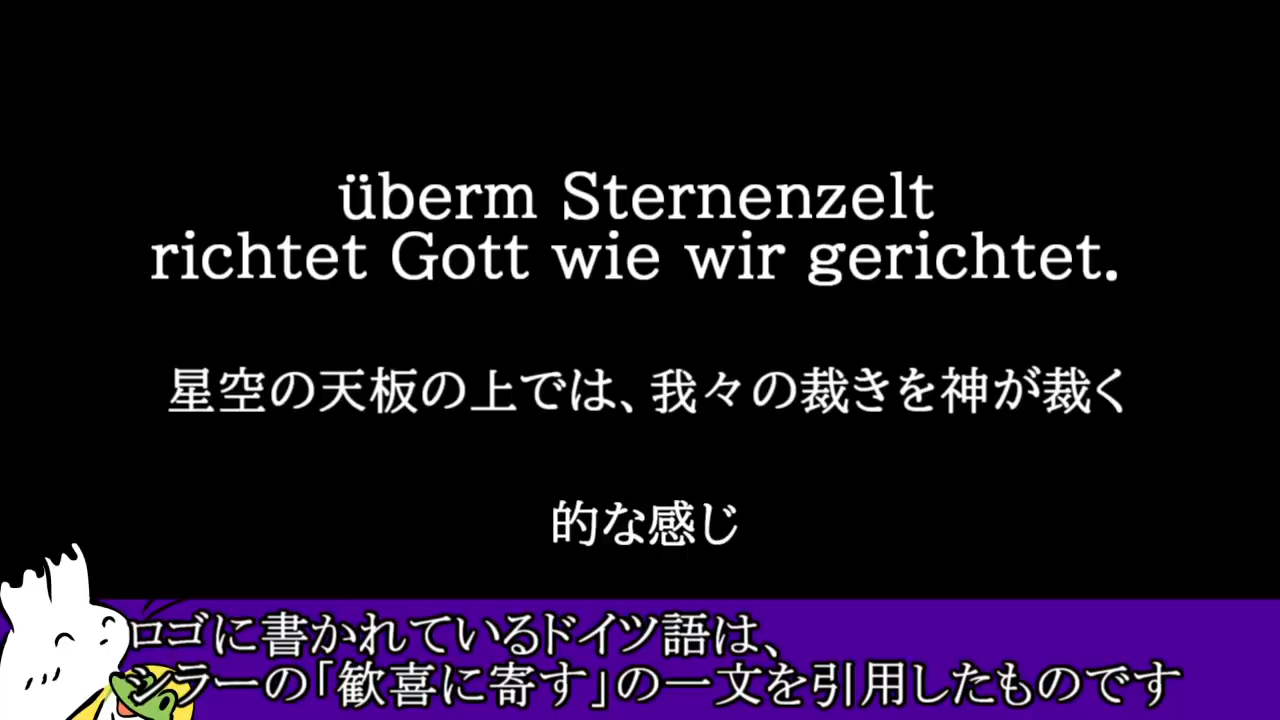 überm Sternenzelt
richtet Gott wie wir gerichtet.
星空の天板の上では、我々の裁きを神が裁く
的な感じ
ロゴに書かれているドイツ語は、
シラーの「歓喜に寄す」の一文を引用したものです